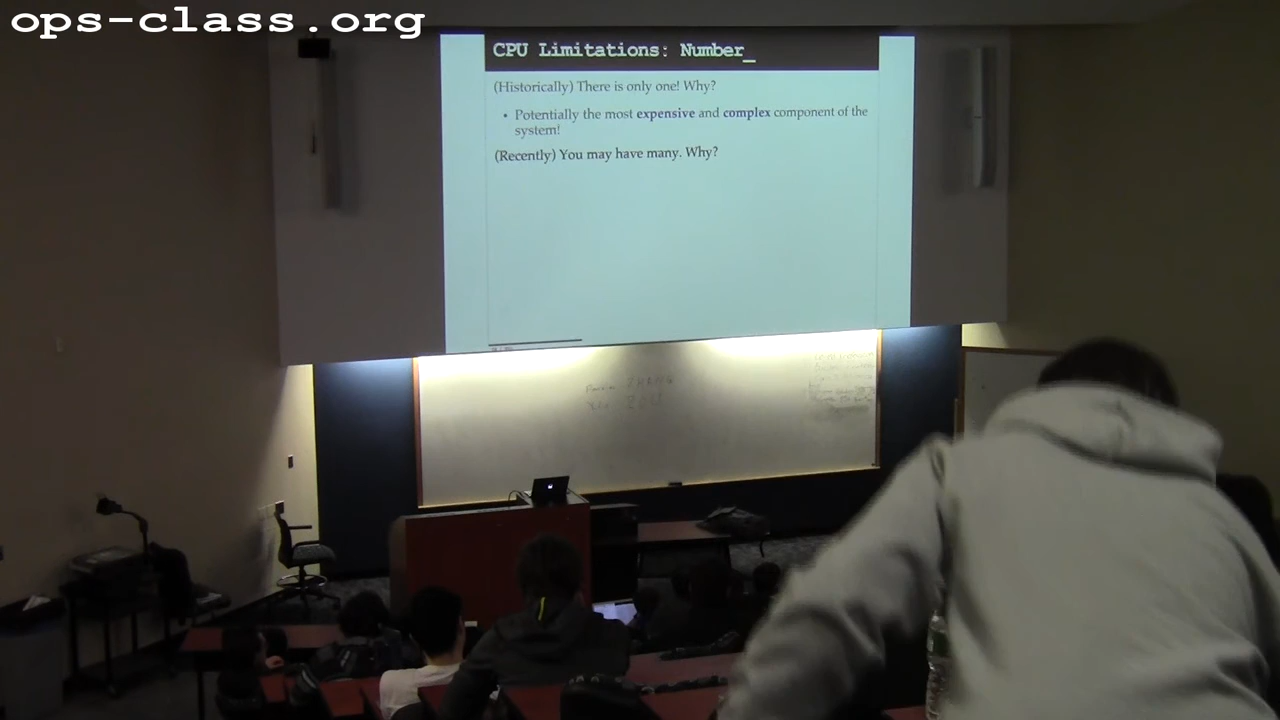 ops-class.org
CPU Limitations: Number_
(Historically) There is only one! Why?
• Potentially the most expensive and complex component of the
system!
(Recently) You may have many. Why?